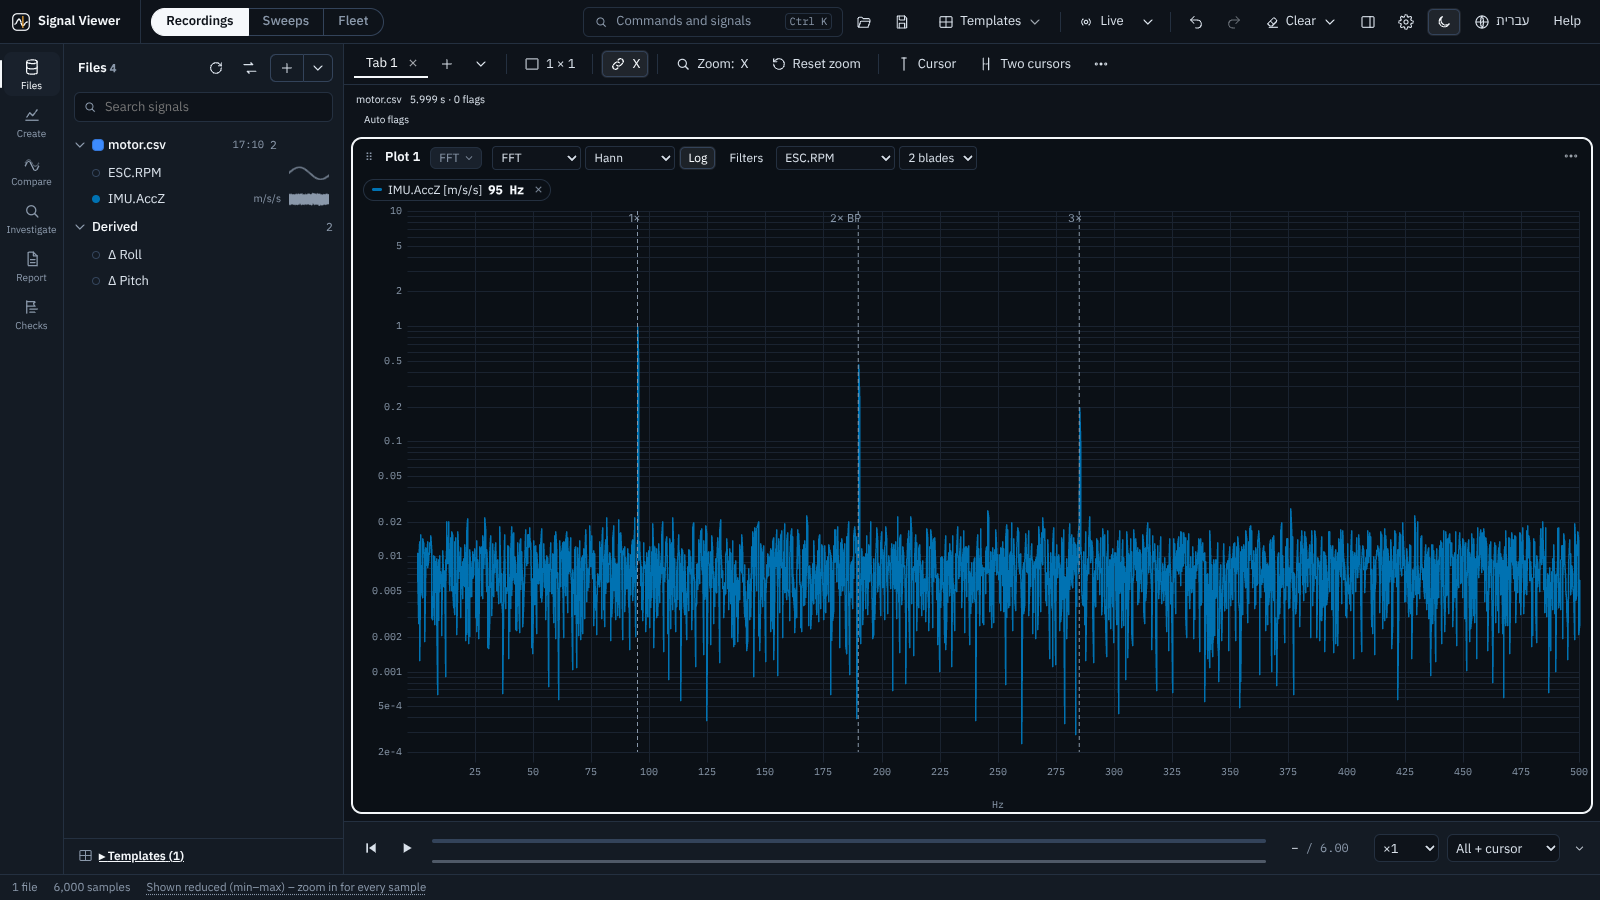 Signal Viewer
Recordings Sweeps Fleet
Commands and signals Ctrl K
Templates
Live
Clear
עברית
Help
Files
Create
Compare
Investigate
Report
Checks
Files 4
Search signals
motor.csv 17:10 2
ESC.RPM
IMU.AccZ m/s/s
Derived 2
Δ Roll
Δ Pitch
▸ Templates (1)
Tab 1
1 × 1
X
Zoom: X
Reset zoom
Cursor
Two cursors
motor.csv 5.999 s · 0 flags
Auto flags
Plot 1 FFT FFT Hann Log Filters ESC.RPM 2 blades
IMU.AccZ [m/s/s] 95 Hz ×
1× 2× BP 3×
10
5
2
1
0.5
0.2
0.1
0.05
0.02
0.01
0.005
0.002
0.001
5e-4
2e-4
25 50 75 100 125 150 175 200 225 250 275 300 325 350 375 400 425 450 475 500
Hz
– / 6.00 ×1 All + cursor
1 file 6,000 samples Shown reduced (min–max) – zoom in for every sample